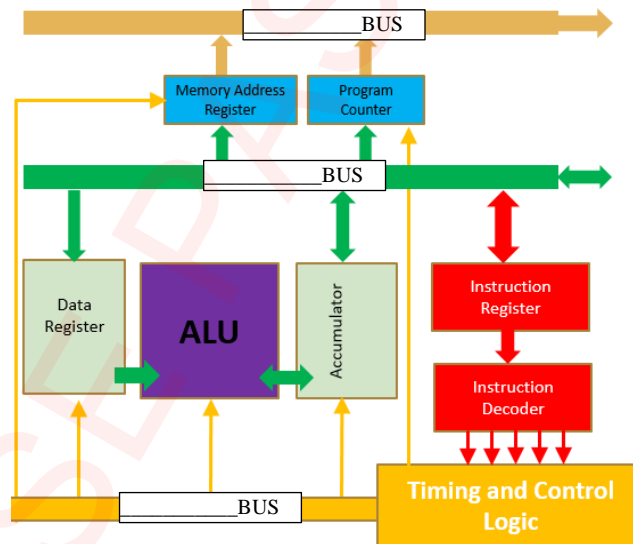 ____________BUS
Memory Address
Register
Program
Counter
____________BUS
Data
Register
ALU
Accumulator
Instruction
Register
Instruction
Decoder
____________BUS
Timing and Control
Logic